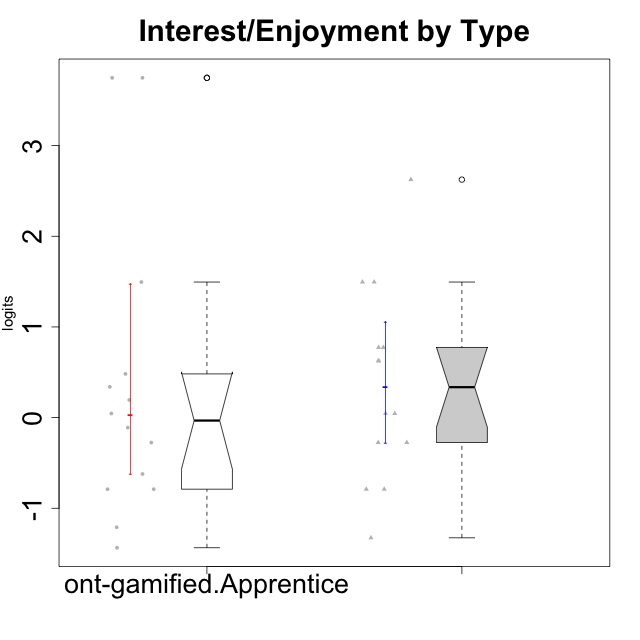 Interest/Enjoyment by Type
3
2
1
0
-1
logits
ont-gamified.Apprentice